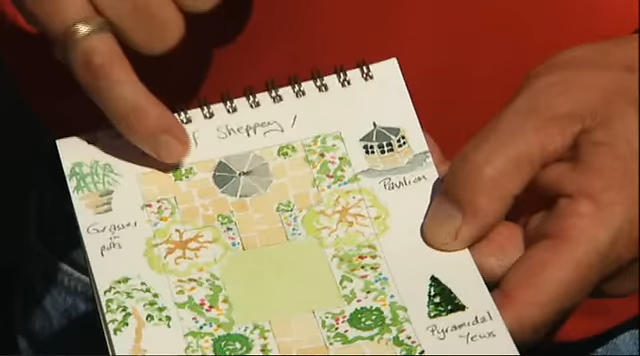 Sheppey!
Pavilion
Grasses
in
pots
Pyramidal
Yews